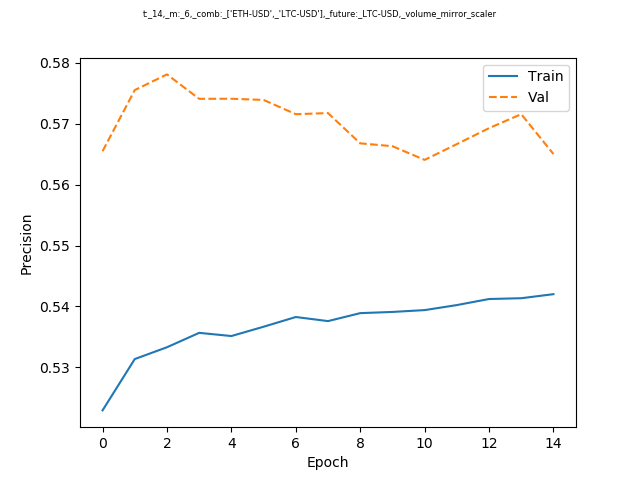 t:_14,_m:_6,_comb:_['ETH-USD',_'LTC-USD'],_future:_LTC-USD,_volume_mirror_scaler
Train
Val
0.58
0.57
0.56
0.55
0.54
0.53
Precision
0 2 4 6 8 10 12 14
Epoch